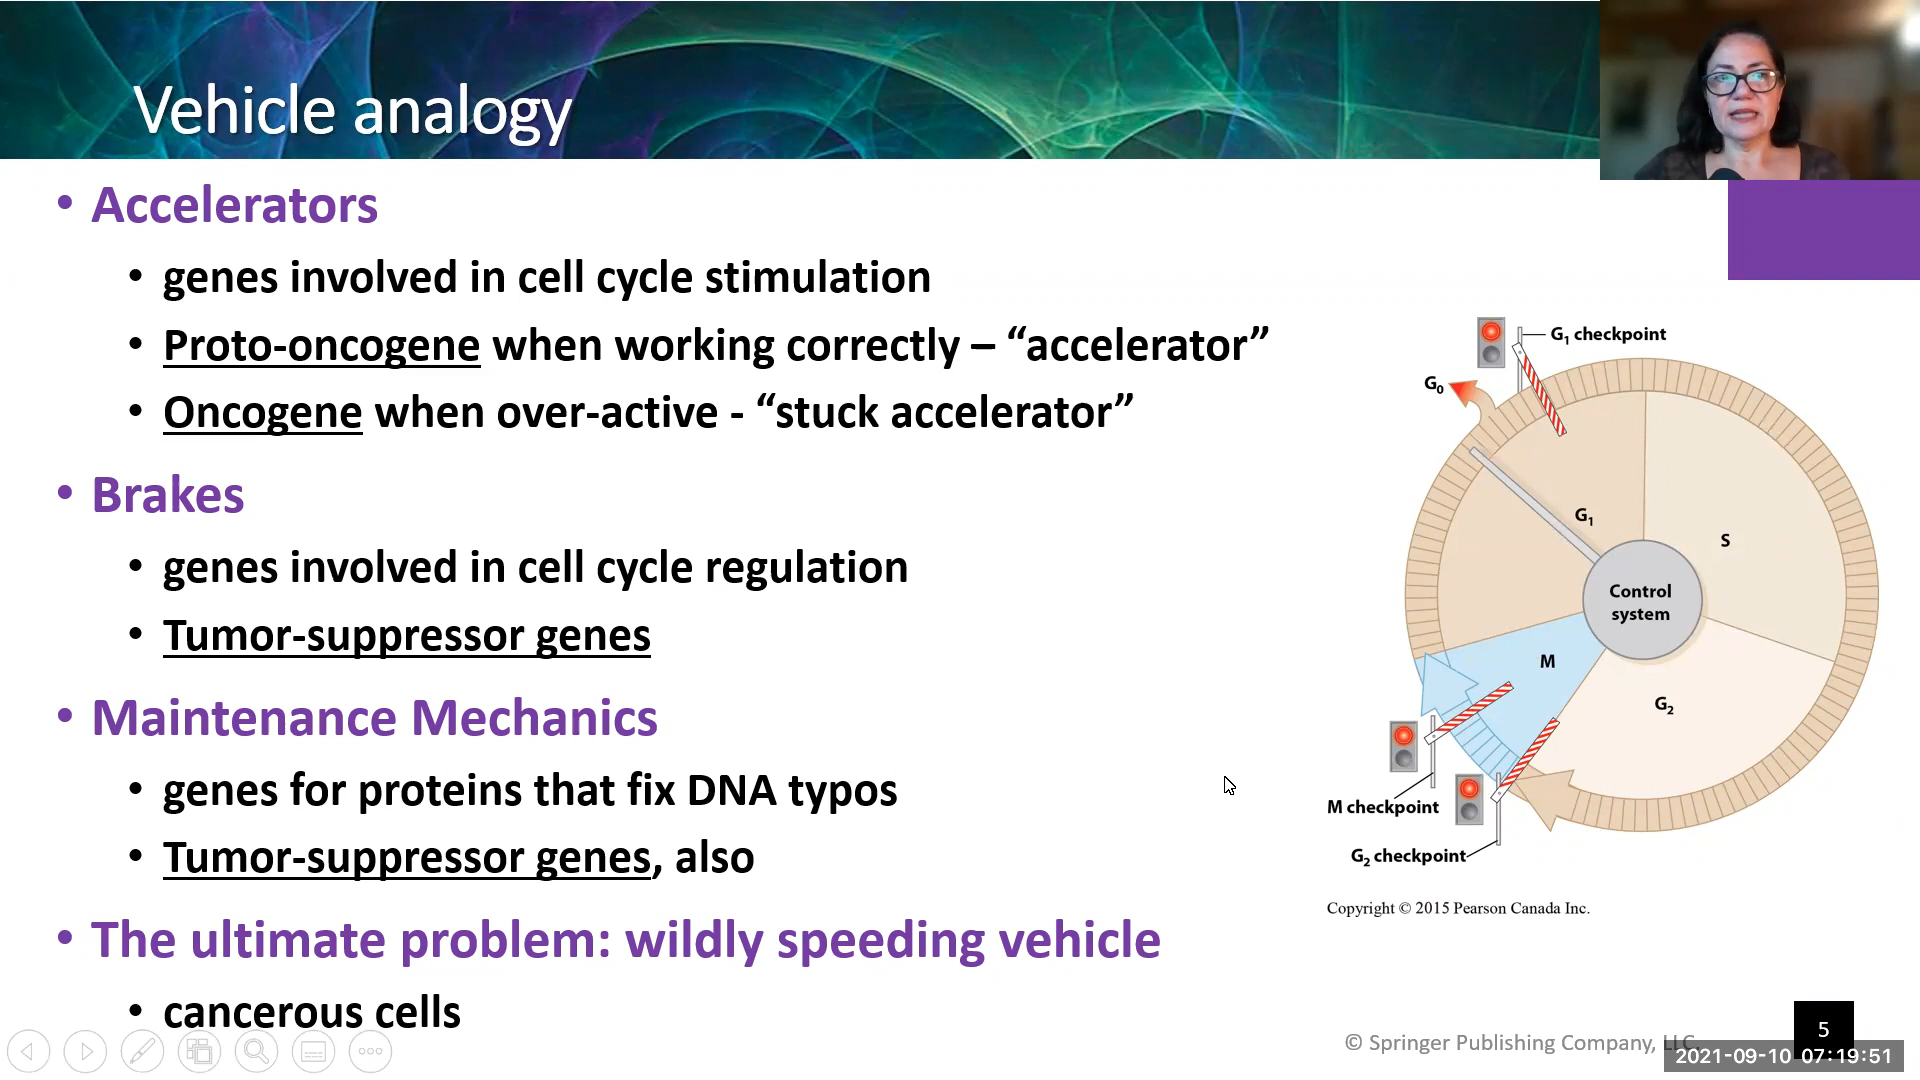 Vehicle analogy
• Accelerators
• genes involved in cell cycle stimulation
• Proto-oncogene when working correctly – “accelerator”
• Oncogene when over-active - “stuck accelerator”
• Brakes
• genes involved in cell cycle regulation
• Tumor-suppressor genes
• Maintenance Mechanics
• genes for proteins that fix DNA typos
• Tumor-suppressor genes, also
• The ultimate problem: wildly speeding vehicle
• cancerous cells
G₁ checkpoint
G₀
G₁
S
Control
system
M
G₂
M checkpoint
G₂ checkpoint
Copyright © 2015 Pearson Canada Inc.
© Springer Publishing Company, LLC.
5
2021-09-10 07:19:51